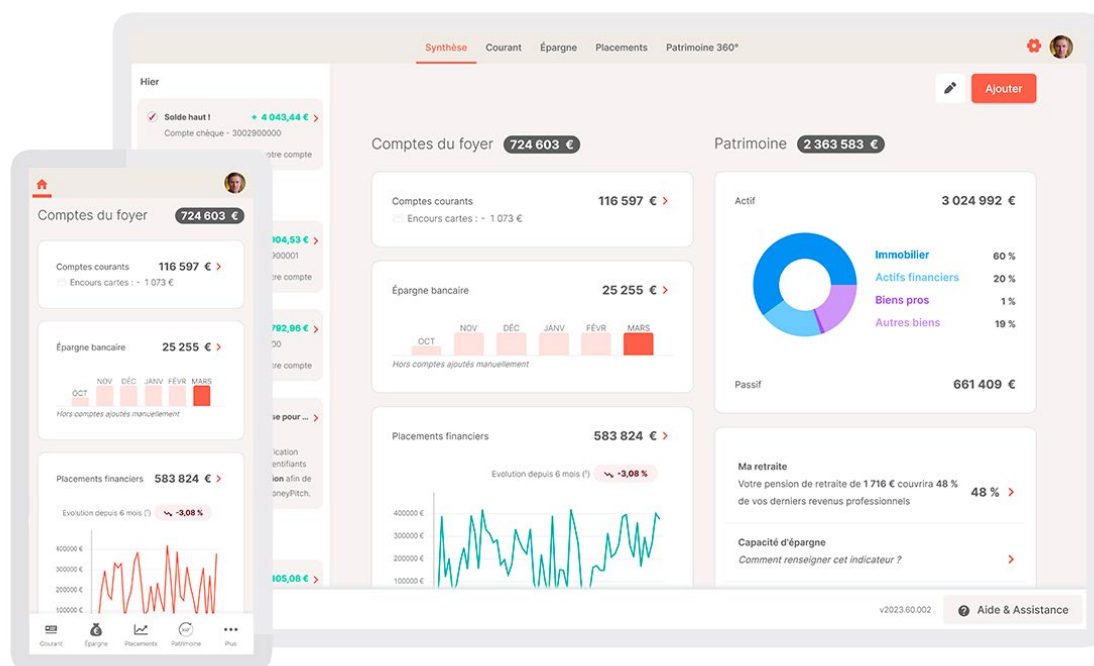 Synthèse Courant Épargne Placements Patrimoine 360°
Hier
Solde haut ! + 4 043,44 €
Compte chèque - 3002900000
otre compte
904,53 €
900001
re compte
792,96 €
00
re compte
se pour ...
ication
entifiants
ion afin de
oneyPitch.
305,08 €
Ajouter
Comptes du foyer 724 603 €
Comptes courants 116 597 €
Encours cartes : - 1 073 €
Épargne bancaire 25 255 €
OCT NOV DÉC JANV FÉVR MARS
Hors comptes ajoutés manuellement
Placements financiers 583 824 €
Evolution depuis 6 mois (¹) -3,08 %
400000 €
300000 €
200000 €
100000 €
Patrimoine 2 363 583 €
Actif 3 024 992 €
Immobilier 60 %
Actifs financiers 20 %
Biens pros 1 %
Autres biens 19 %
Passif 661 409 €
Ma retraite
Votre pension de retraite de 1 716 € couvrira 48 %
de vos derniers revenus professionnels
48 %
Capacité d'épargne
Comment renseigner cet indicateur ?
v2023.60.002
Aide & Assistance
Comptes du foyer 724 603 €
Comptes courants 116 597 €
Encours cartes : - 1 073 €
Épargne bancaire 25 255 €
OCT NOV DÉC JANV FÉVR MARS
Hors comptes ajoutés manuellement
Placements financiers 583 824 €
Evolution depuis 6 mois (¹) -3,08 %
400000 €
300000 €
200000 €
100000 €
Courant Épargne Placements Patrimoine Plus